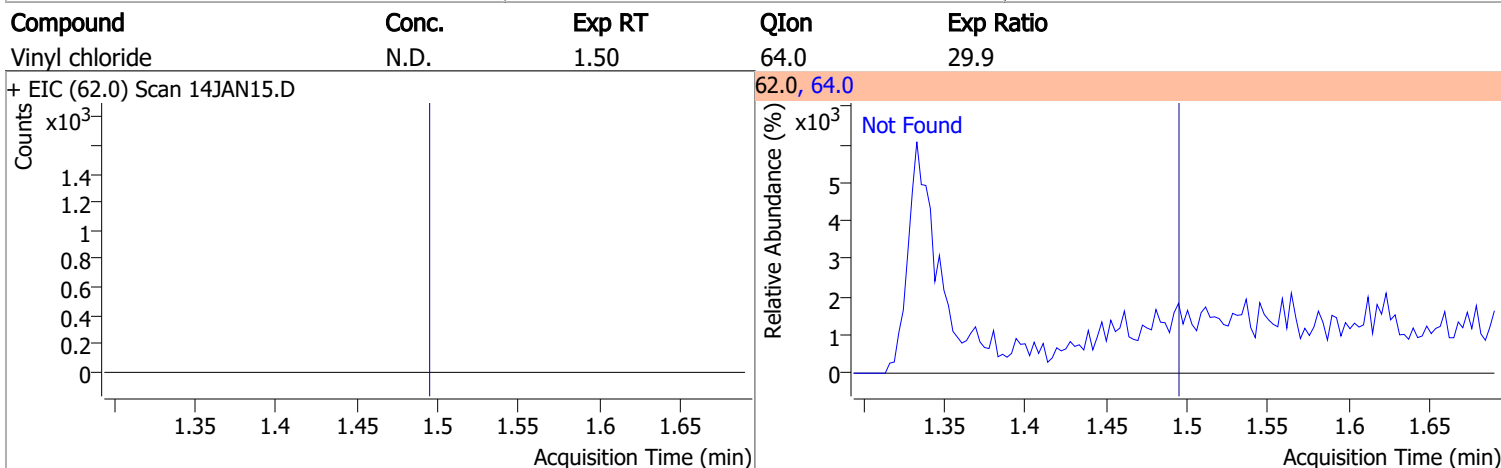 Compound Conc. Exp RT QIon Exp Ratio
Vinyl chloride N.D. 1.50 64.0 29.9
+ EIC (62.0) Scan 14JAN15.D
Counts
x10³
1.4
1.2
1
0.8
0.6
0.4
0.2
0
1.35 1.4 1.45 1.5 1.55 1.6 1.65
Acquisition Time (min)
62.0, 64.0
Relative Abundance (%)
x10³
Not Found
5
4
3
2
1
0
1.35 1.4 1.45 1.5 1.55 1.6 1.65
Acquisition Time (min)